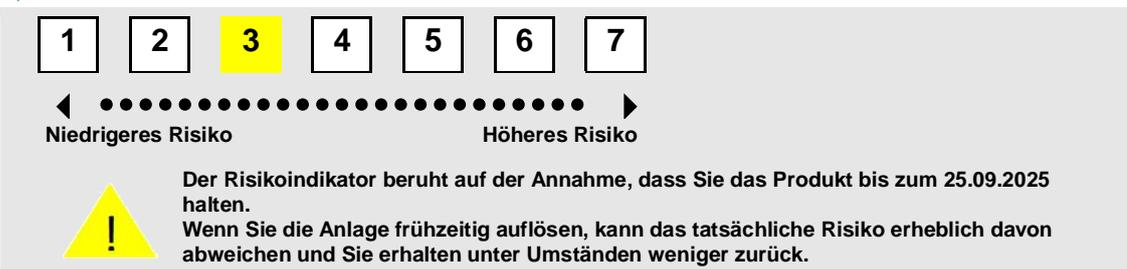 1 2 3 4 5 6 7
Niedrigeres Risiko Höheres Risiko
Der Risikoindikator beruht auf der Annahme, dass Sie das Produkt bis zum 25.09.2025
halten.
Wenn Sie die Anlage frühzeitig auflösen, kann das tatsächliche Risiko erheblich davon
abweichen und Sie erhalten unter Umständen weniger zurück.
!